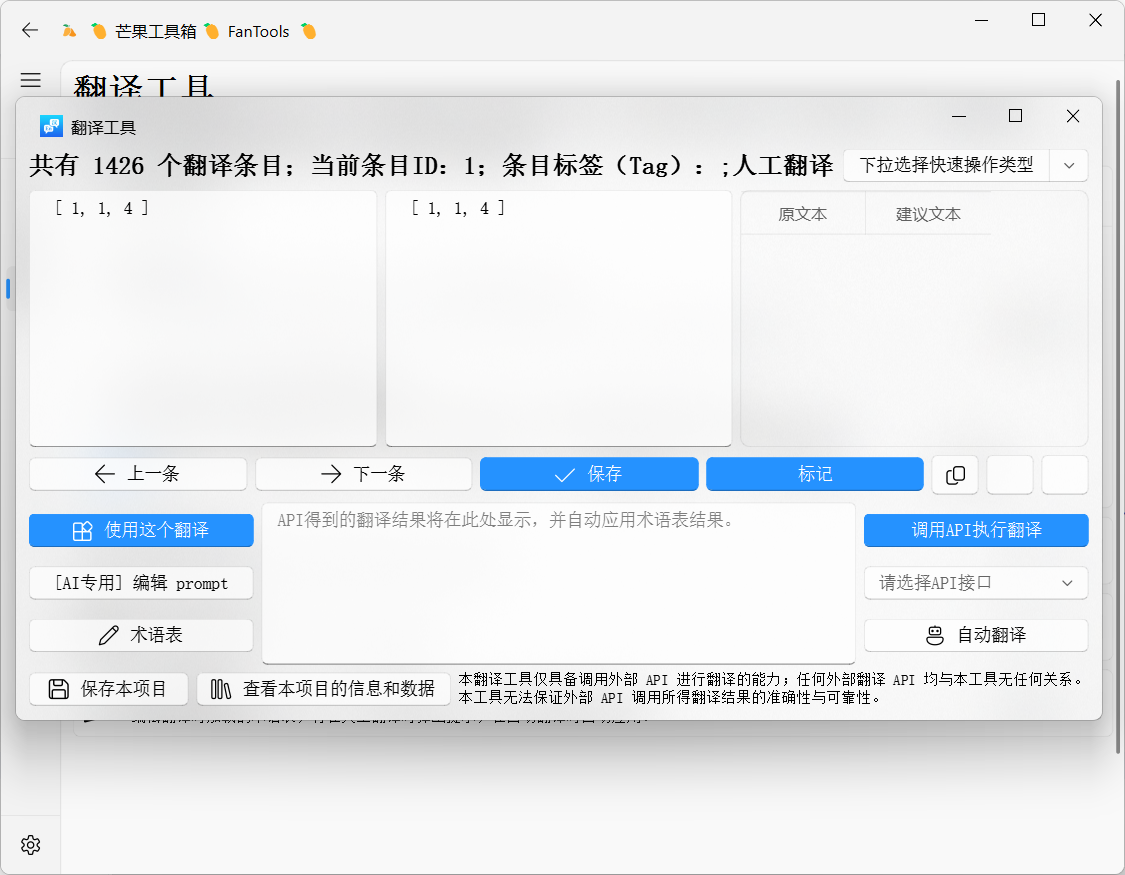 芒果工具箱 FanTools
翻译工具
翻译工具
共有 1426 个翻译条目；当前条目ID：1；条目标签（Tag）：;人工翻译
下拉选择快速操作类型
[ 1, 1, 4 ]
[ 1, 1, 4 ]
原文本 建议文本
上一条
下一条
保存
标记
使用这个翻译
API得到的翻译结果将在此处显示，并自动应用术语表结果。
调用API执行翻译
[AI专用] 编辑 prompt
请选择API接口
术语表
自动翻译
保存本项目
查看本项目的信息和数据
本翻译工具仅具备调用外部 API 进行翻译的能力；任何外部翻译 API 均与本工具无任何关系。
本工具无法保证外部 API 调用所得翻译结果的准确性与可靠性。